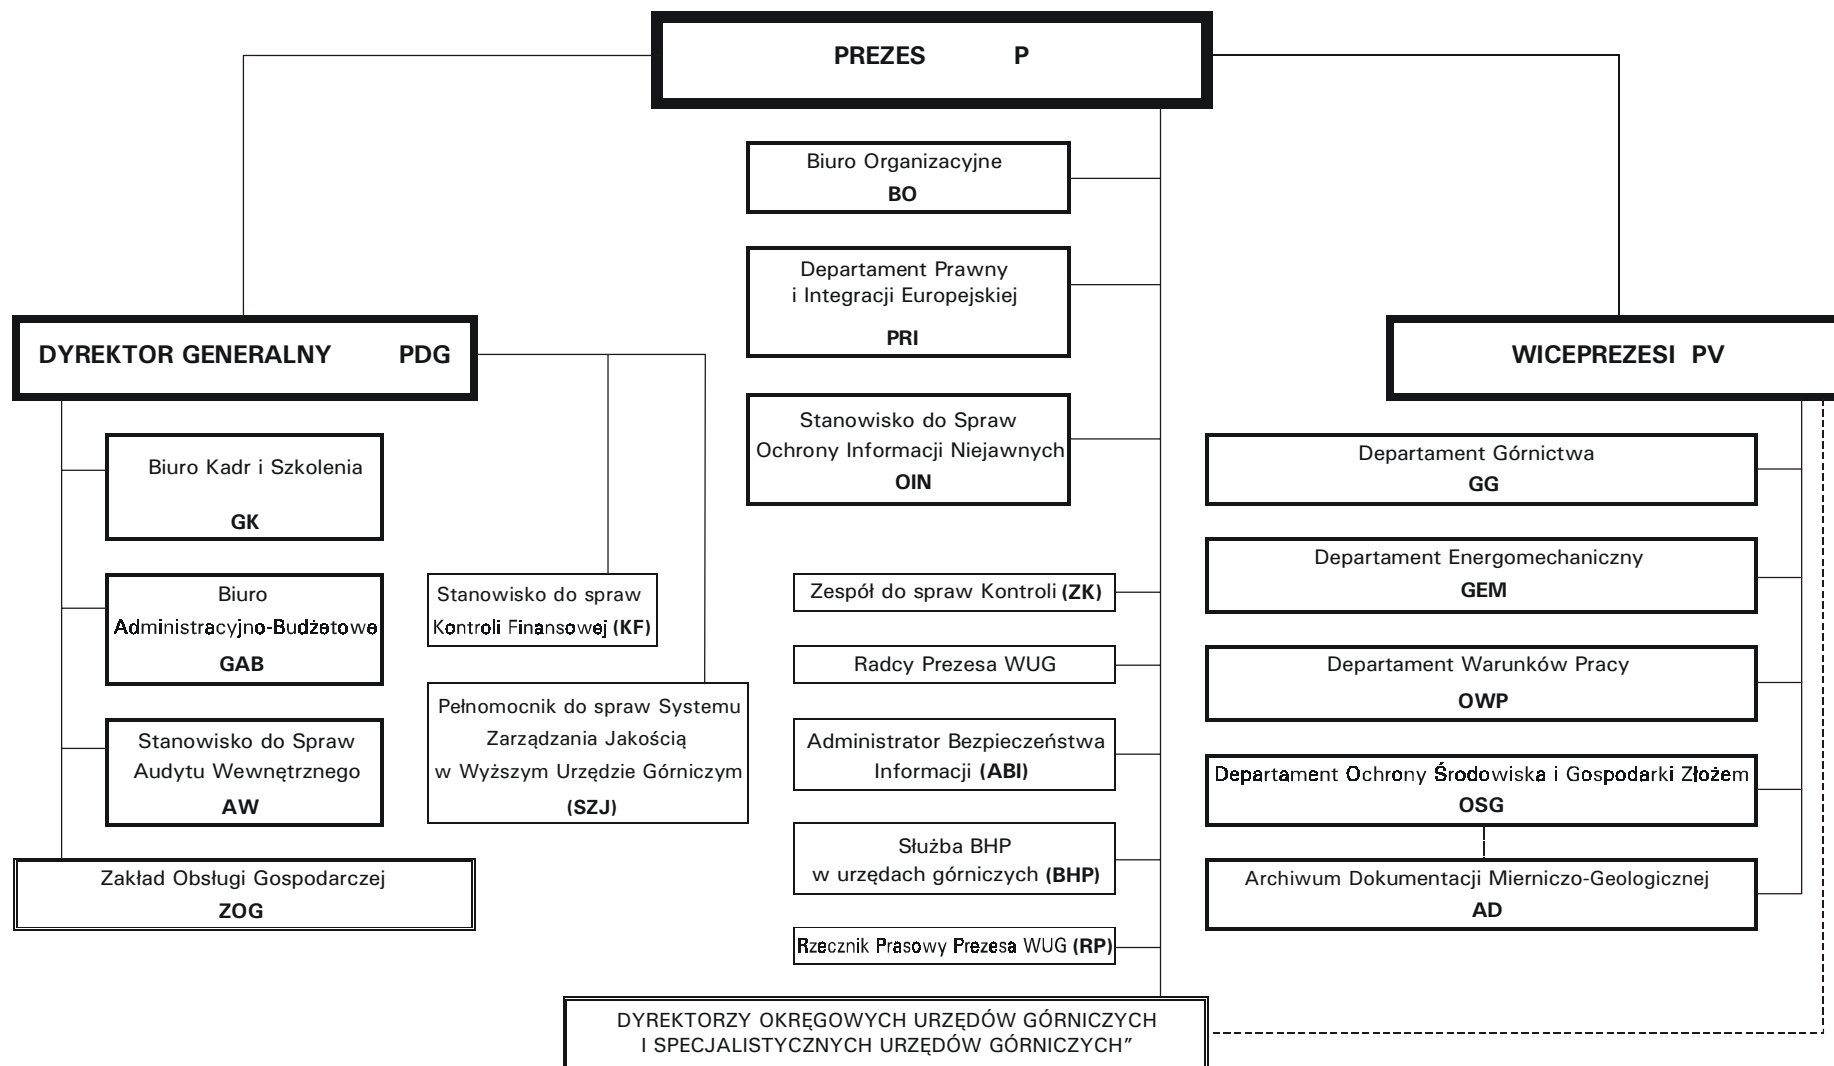 PREZES P
Biuro Organizacyjne
BO
Departament Prawny
i Integracji Europejskiej
PRI
Stanowisko do Spraw
Ochrony Informacji Niejawnych
OIN
Zespół do spraw Kontroli (ZK)
Radcy Prezesa WUG
Administrator Bezpieczeństwa
Informacji (ABI)
Służba BHP
w urzędach górniczych (BHP)
Rzecznik Prasowy Prezesa WUG (RP)
DYREKTORZY OKRĘGOWYCH URZĘDÓW GÓRNICZYCH
I SPECJALISTYCZNYCH URZĘDÓW GÓRNICZYCH”
DYREKTOR GENERALNY PDG
Biuro Kadr i Szkolenia
GK
Biuro
Administracyjno-Budżetowe
GAB
Stanowisko do Spraw
Audytu Wewnętrznego
AW
Zakład Obsługi Gospodarczej
ZOG
Stanowisko do spraw
Kontroli Finansowej (KF)
Pełnomocnik do spraw Systemu
Zarządzania Jakością
w Wyższym Urzędzie Górniczym
(SZJ)
WICEPREZESI PV
Departament Górnictwa
GG
Departament Energomechaniczny
GEM
Departament Warunków Pracy
OWP
Departament Ochrony Środowiska i Gospodarki Złożem
OSG
Archiwum Dokumentacji Mierniczo-Geologicznej
AD